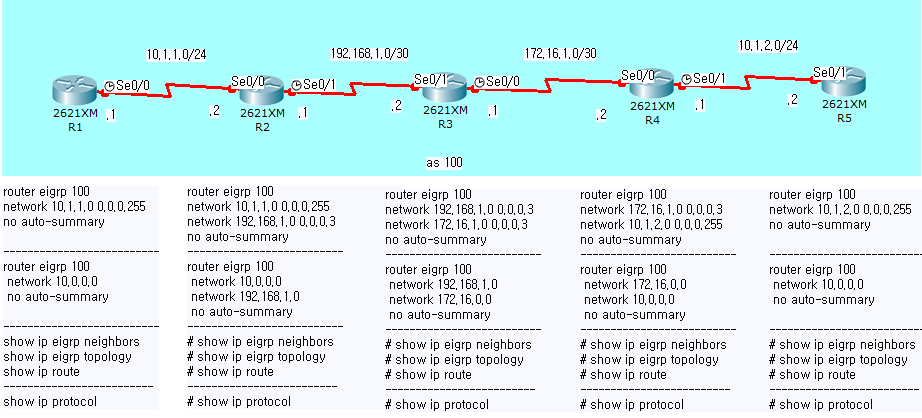 10.1.1.0/24
192.168.1.0/30
172.16.1.0/30
10.1.2.0/24
Se0/0
Se0/0
Se0/1
Se0/1
Se0/0
Se0/0
Se0/1
Se0/1
.1
.2
.1
.2
.1
.2
.1
.2
2621XM
R1
2621XM
R2
2621XM
R3
2621XM
R4
2621XM
R5
as 100
router eigrp 100
network 10.1.1.0 0.0.0.255
no auto-summary
router eigrp 100
network 10.0.0.0
no auto-summary
------------------------
show ip eigrp neighbors
show ip eigrp topology
show ip route
------------------------
show ip protocol
router eigrp 100
network 10.1.1.0 0.0.0.255
network 192.168.1.0 0.0.0.3
no auto-summary
------------------------
router eigrp 100
network 10.0.0.0
network 192.168.1.0
no auto-summary
------------------------
# show ip eigrp neighbors
# show ip eigrp topology
# show ip route
------------------------
# show ip protocol
router eigrp 100
network 192.168.1.0 0.0.0.3
network 172.16.1.0 0.0.0.3
no auto-summary
------------------------
router eigrp 100
network 192.168.1.0
network 172.16.0.0
no auto-summary
------------------------
# show ip eigrp neighbors
# show ip eigrp topology
# show ip route
------------------------
# show ip protocol
router eigrp 100
network 172.16.1.0 0.0.0.3
network 10.1.2.0 0.0.0.255
no auto-summary
------------------------
router eigrp 100
network 172.16.0.0
network 10.0.0.0
no auto-summary
------------------------
# show ip eigrp neighbors
# show ip eigrp topology
# show ip route
------------------------
# show ip protocol
router eigrp 100
network 10.1.2.0 0.0.0.255
no auto-summary
------------------------
router eigrp 100
network 10.0.0.0
no auto-summary
------------------------
# show ip eigrp neighbors
# show ip eigrp topology
# show ip route
------------------------
# show ip protocol